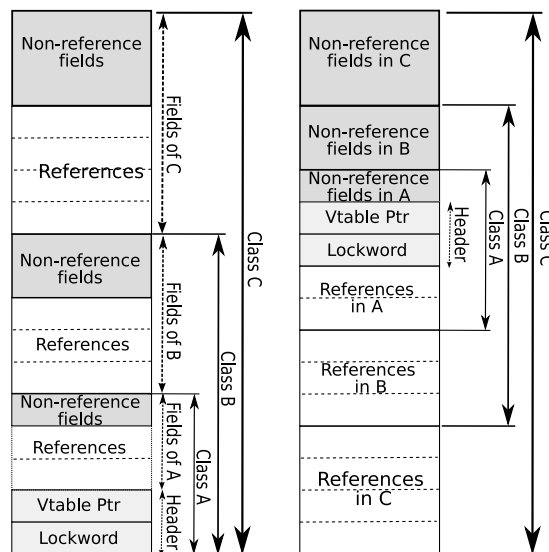 Non-reference
fields
References
Fields of C
Class C
Non-reference
fields
References
Fields of B
Class B
Non-reference
fields
References
Fields of A
Class A
Vtable Ptr
Lockword
Header
Non-reference
fields in C
Non-reference
fields in B
Non-reference
fields in A
Vtable Ptr
Lockword
Header
References
in A
References
in B
References
in C
Class A
Class B
Class C